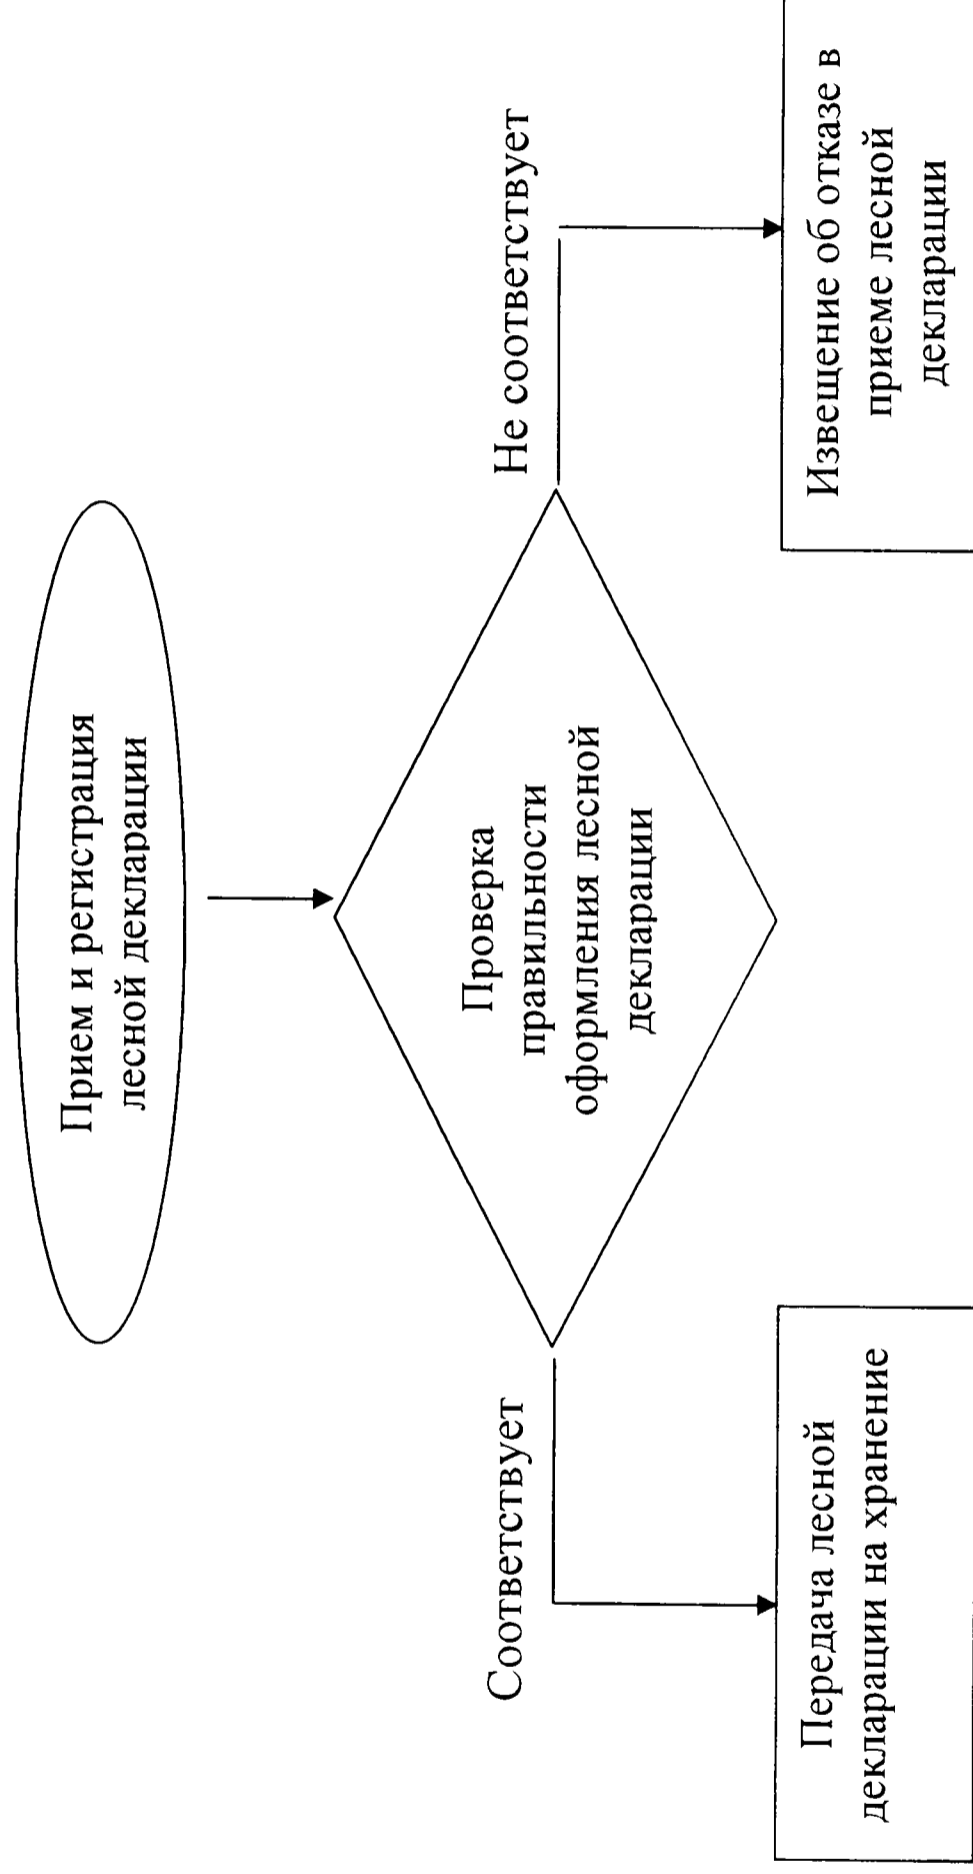 Прием и регистрация
лесной декларации
Проверка
правильности
оформления лесной
декларации
Соответствует
Не соответствует
Передача лесной
декларации на хранение
Извещение об отказе в
приеме лесной
декларации